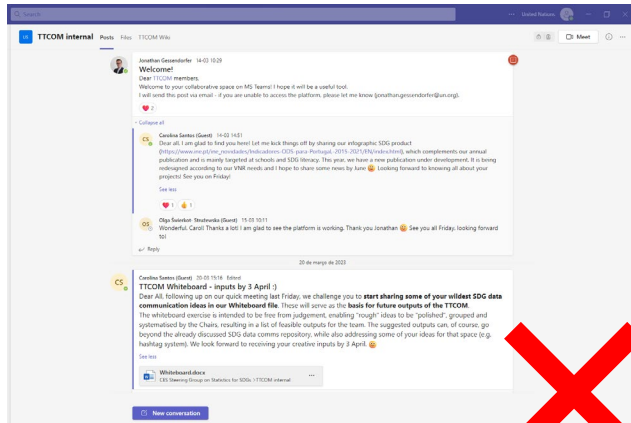 Search
United Nations
TTCOM internal Posts Files TTCOM Wiki
Meet
Jonathan Gessendorfer 14-03 10:29
Welcome!
Dear TTCOM members,
Welcome to your collaborative space on MS Teams! I hope it will be a useful tool.
I will send this post via email - if you are unable to access the platform, please let me know (jonathan.gessendorfer@un.org).
2
Collapse all
CS
Carolina Santos (Guest) 14-03 14:51
Dear all. I am glad to find you here! Let me kick things off by sharing our infographic SDG product
(https://www.ine.pt/ine_novidades/Indicadores-ODS-para-Portugal-2015-2021/EN/index.html), which complements our annual
publication and is mainly targeted at schools and SDG literacy. This year, we have a new publication under development. It is being
redesigned according to our VNR needs and I hope to share some news by June 😀 Looking forward to knowing all about your
projects! See you on Friday!
See less
1 1
OS
Olga Świerkot-Strużewska (Guest) 15-03 10:11
Wonderful, Carol! Thanks a lot! I am glad to see the platform is working. Thank you Jonathan 😀 See you all Friday, looking forward
to!
Reply
20 de março de 2023
CS
Carolina Santos (Guest) 20-03 15:16 Edited
TTCOM Whiteboard - inputs by 3 April :)
Dear All, following up on our quick meeting last Friday, we challenge you to start sharing some of your wildest SDG data
communication ideas in our Whiteboard file. These will serve as the basis for future outputs of the TTCOM.
The whiteboard exercise is intended to be free from judgement, enabling "rough" ideas to be "polished", grouped and
systematised by the Chairs, resulting in a list of feasible outputs for the team. The suggested outputs can, of course, go
beyond the already discussed SDG data comms repository, while also addressing some of your ideas for that space (e.g.
hashtag system). We look forward to receiving your creative inputs by 3 April. 😀
See less
Whiteboard.docx
CES Steering Group on Statistics for SDGs > TTCOM internal
New conversation